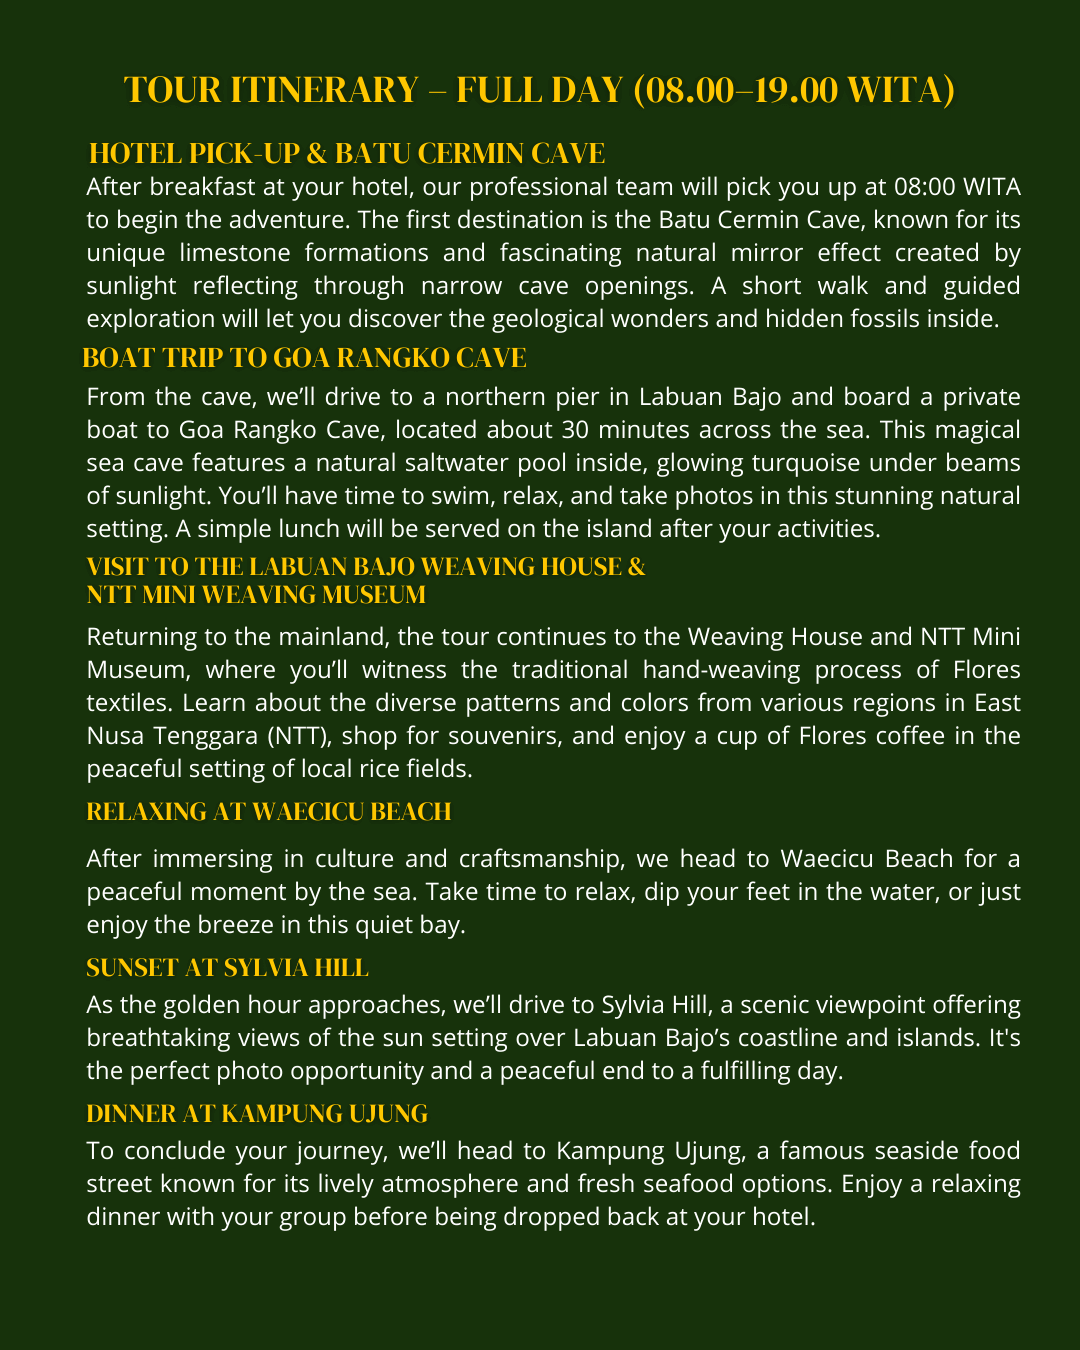 TOUR ITINERARY – FULL DAY (08.00–19.00 WITA)
HOTEL PICK-UP & BATU CERMIN CAVE
After breakfast at your hotel, our professional team will pick you up at 08:00 WITA
to begin the adventure. The first destination is the Batu Cermin Cave, known for its
unique limestone formations and fascinating natural mirror effect created by
sunlight reflecting through narrow cave openings. A short walk and guided
exploration will let you discover the geological wonders and hidden fossils inside.
BOAT TRIP TO GOA RANGKO CAVE
From the cave, we’ll drive to a northern pier in Labuan Bajo and board a private
boat to Goa Rangko Cave, located about 30 minutes across the sea. This magical
sea cave features a natural saltwater pool inside, glowing turquoise under beams
of sunlight. You’ll have time to swim, relax, and take photos in this stunning natural
setting. A simple lunch will be served on the island after your activities.
VISIT TO THE LABUAN BAJO WEAVING HOUSE &
NTT MINI WEAVING MUSEUM
Returning to the mainland, the tour continues to the Weaving House and NTT Mini
Museum, where you’ll witness the traditional hand-weaving process of Flores
textiles. Learn about the diverse patterns and colors from various regions in East
Nusa Tenggara (NTT), shop for souvenirs, and enjoy a cup of Flores coffee in the
peaceful setting of local rice fields.
RELAXING AT WAECICU BEACH
After immersing in culture and craftsmanship, we head to Waecicu Beach for a
peaceful moment by the sea. Take time to relax, dip your feet in the water, or just
enjoy the breeze in this quiet bay.
SUNSET AT SYLVIA HILL
As the golden hour approaches, we’ll drive to Sylvia Hill, a scenic viewpoint offering
breathtaking views of the sun setting over Labuan Bajo’s coastline and islands. It's
the perfect photo opportunity and a peaceful end to a fulfilling day.
DINNER AT KAMPUNG UJUNG
To conclude your journey, we’ll head to Kampung Ujung, a famous seaside food
street known for its lively atmosphere and fresh seafood options. Enjoy a relaxing
dinner with your group before being dropped back at your hotel.